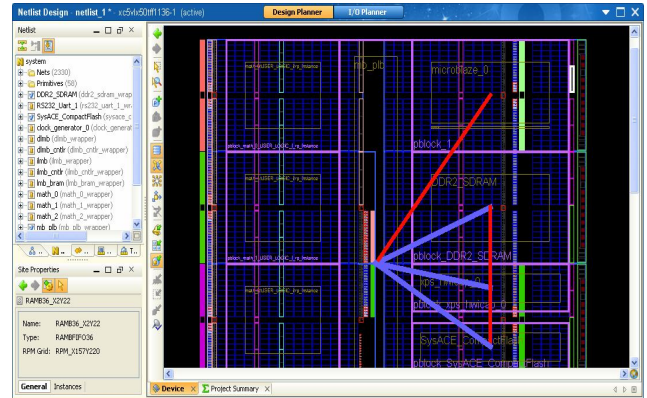 Netlist Design - netlist_1 * - xc5vlx50tff1136-1 (active)
Design Planner
I/O Planner
Netlist
system
Nets (2330)
Primitives (58)
DDR2_SDRAM (ddr2_sdram_wrap
RS232_Uart_1 (rs232_uart_1_wr
SysACE_CompactFlash (sysace_c
clock_generator_0 (clock_generat
dlmb (dlmb_wrapper)
dlmb_cntlr (dlmb_cntlr_wrapper)
ilmb (ilmb_wrapper)
ilmb_cntlr (ilmb_cntlr_wrapper)
lmb_bram (lmb_bram_wrapper)
math_0 (math_0_wrapper)
math_1 (math_1_wrapper)
math_2 (math_2_wrapper)
mb_plb (mb_plb_wrapper)
Site Properties
RAMB36_X2Y22
Name: RAMB36_X2Y22
Type: RAMBFIFO36
RPM Grid: RPM_X157Y220
General
Instances
mb_plb
microblaze_0
pblock_1
DDR2_SDRAM
pblock_DDR2_SDRAM
xps_hwicap_0
pblock_xps_hwicap_0
SysACE_CompactFlash
pblock_SysACE_CompactFlash
Device
Project Summary